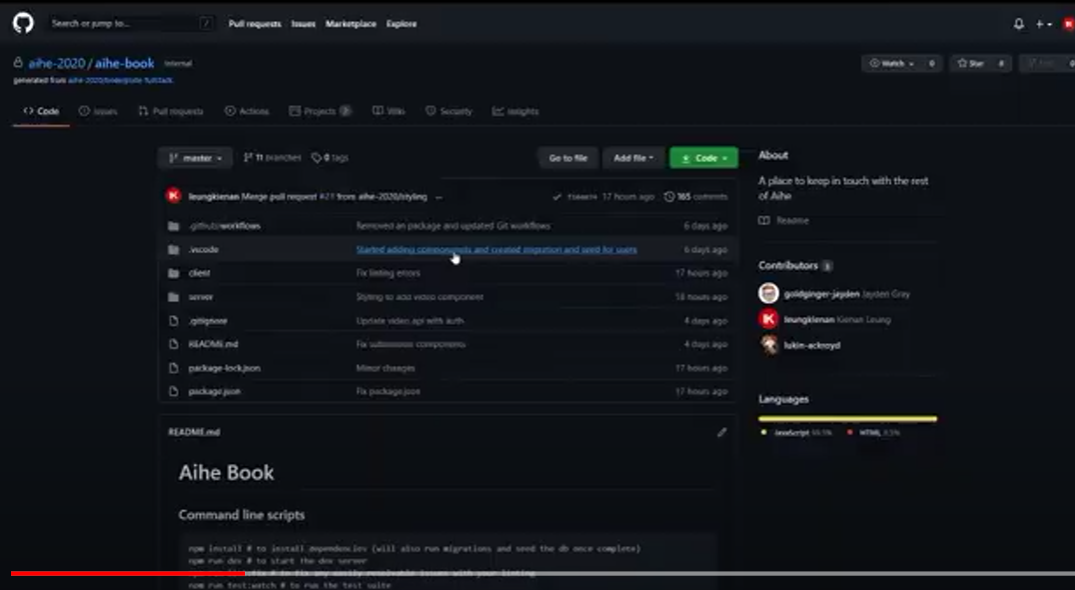 Search or jump to... /
Pull requests Issues Marketplace Explore
aihe-2020 / aihe-book Internal
generated from
Watch 0 Star
Code Issues Pull requests Actions Projects Wiki Security Insights
master 11 branches 0 tags Go to file Add file Code
leungkienan Merge pull request from aihe-2020/styling ... 17 hours ago 165 commits
.github/workflows Removed an package and updated Git workflows 6 days ago
.vscode Started adding components and created migration and seed for users 6 days ago
client Fix linting errors 17 hours ago
server Styling to add video component 18 hours ago
.gitignore Update video api with auth 4 days ago
README.md Fix components 4 days ago
package-lock.json Minor changes 17 hours ago
package.json Fix package.json 17 hours ago
About
A place to keep in touch with the rest
of Aihe
Readme
Contributors 3
goldginger-jayden Jayden Gray
leungkienan Kienan Leung
lukin-ackroyd
Languages
JavaScript HTML
README.md
Aihe Book
Command line scripts
npm install # to install dependencies (will also run migrations and seed the db once complete)
npm run dev # to start the dev server
npm run test:watch # to run the test suite